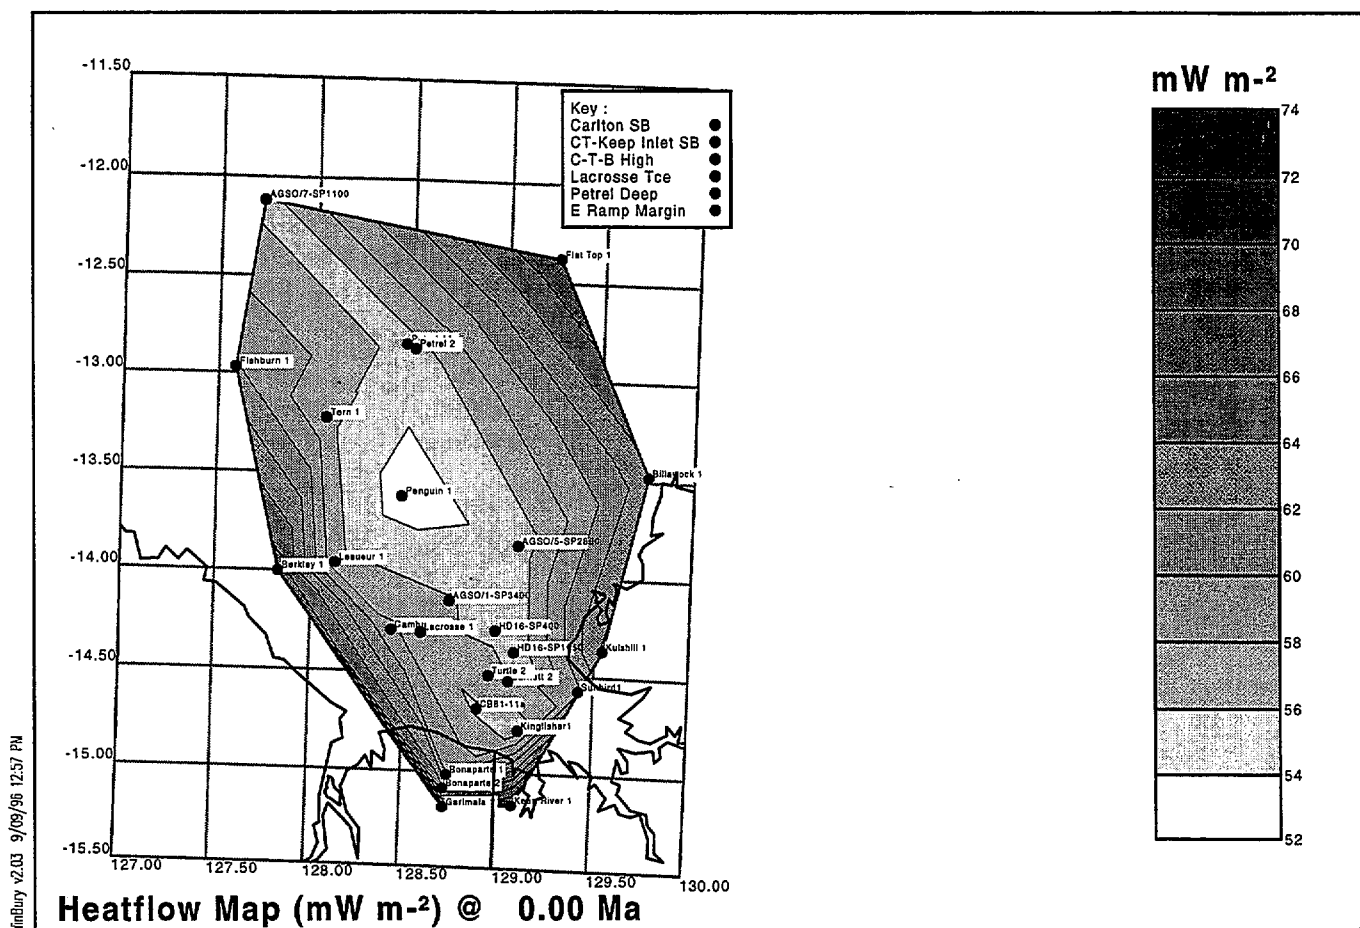 mW m-2
-11.50
Key :
Carlton SB
CT-Keep Inlet SB
C-T-B High
Lacrosse Tce
Petrel Deep
E Ramp Margin
74
72
70
68
66
64
62
60
58
56
54
52
-12.00
AGSO/7-SP1100
Flat Top 1
-12.50
Petrel 2
-13.00
Fishburn 1
Tern 1
-13.50
Billawock 1
Penguin 1
AGSO/5-SP2800
-14.00
Lesueur 1
Berkley 1
AGSO/1-SP3400
Lacrosse 1
HD16-SP400
-14.50
Kulshill 1
Turtle 2
Sunbird1
CB81-11a
Kingfisher1
-15.00
Bonaparte 1
Bonaparte 2
Garimala
Keep River 1
-15.50
127.00
127.50
128.00
128.50
129.00
129.50
130.00
Heatflow Map (mW m-2) @ 0.00 Ma
v2.03 9/09/96 12:57 PM